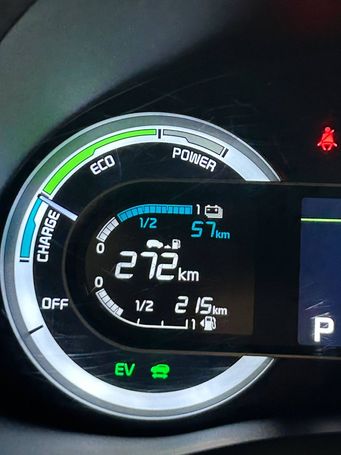 POWER
ECO
CHARGE
OFF
1
1/2
57km
0
272km
0
1/2
215km
1
EV
P